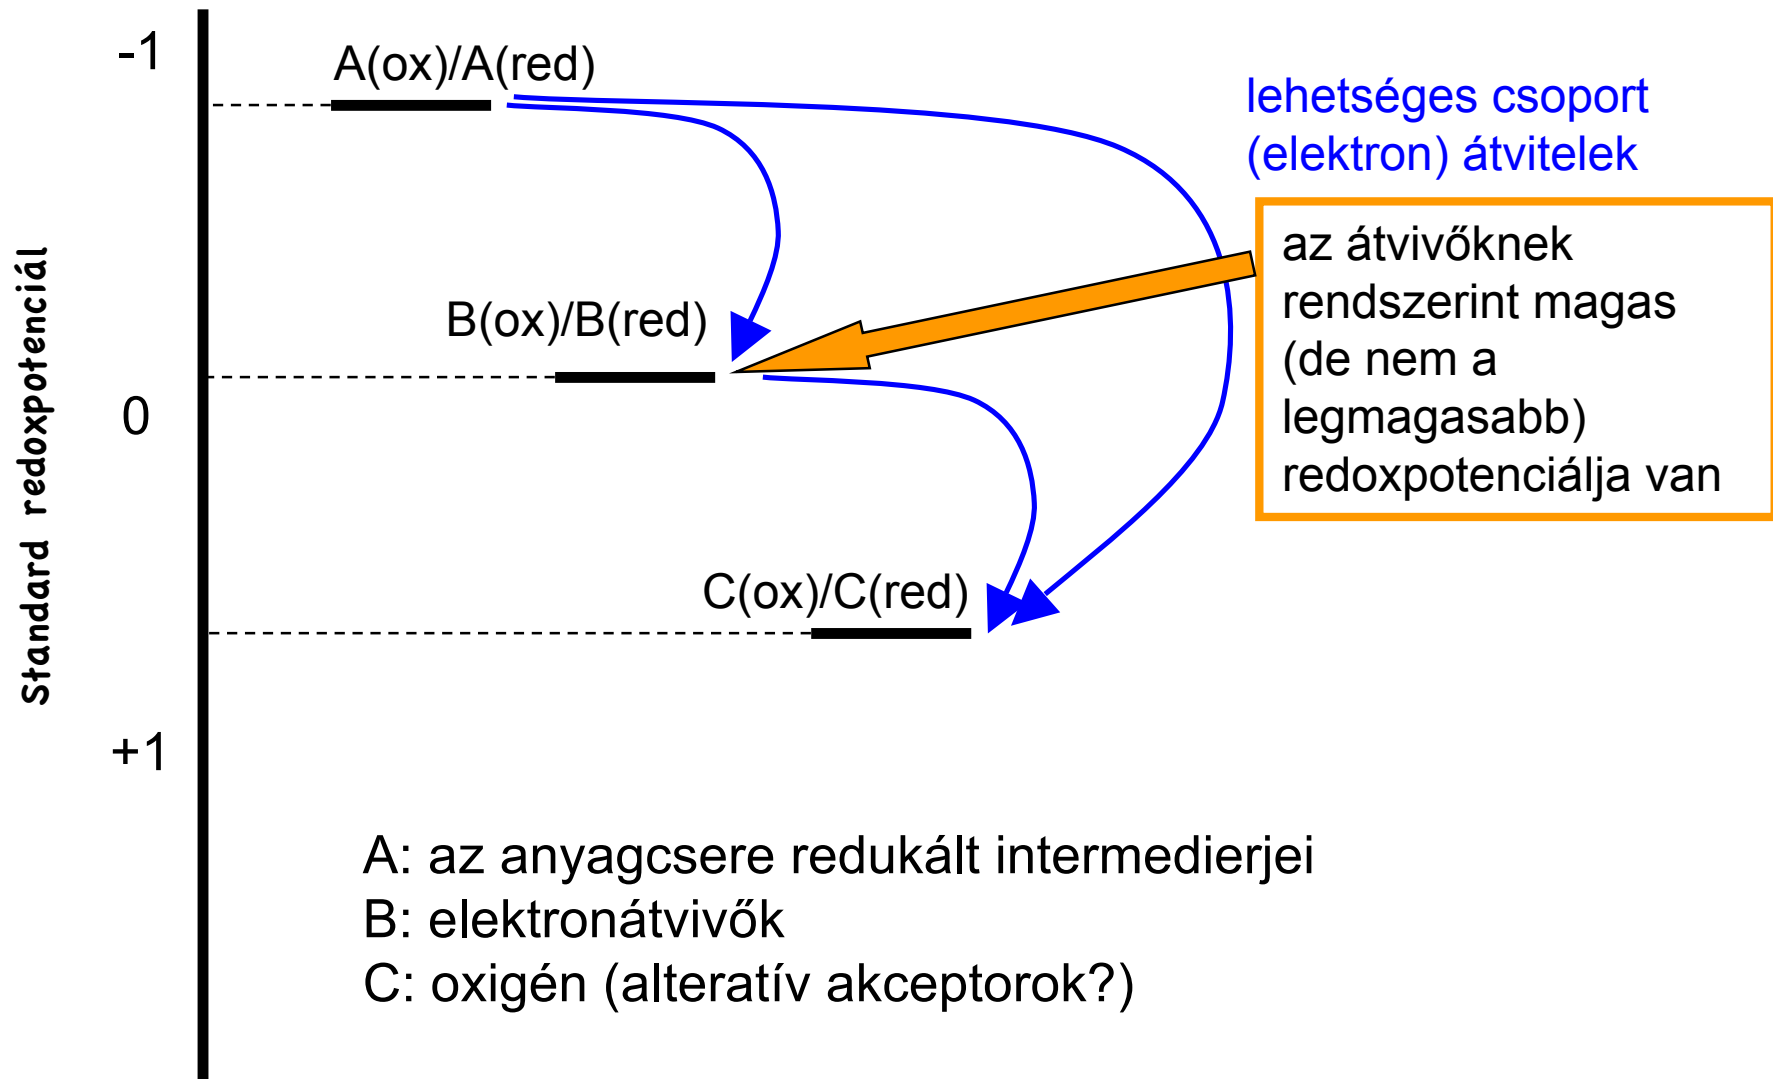 Standard redoxpotenciál
-1
0
+1
A(ox)/A(red)
B(ox)/B(red)
C(ox)/C(red)
lehetséges csoport
(elektron) átvitelek
az átvivőknek
rendszerint magas
(de nem a
legmagasabb)
redoxpotenciálja van
A: az anyagcsere redukált intermedierjei
B: elektronátvivők
C: oxigén (alteratív akceptorok?)